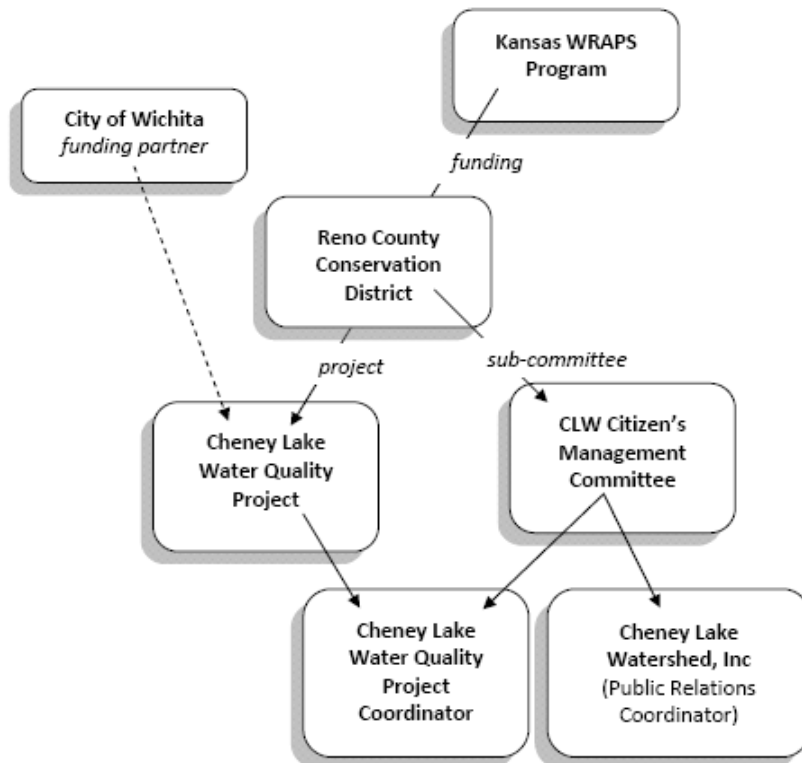 Kansas WRAPS
Program
City of Wichita
funding partner
funding
Reno County
Conservation
District
project
sub-committee
Cheney Lake
Water Quality
Project
CLW Citizen's
Management
Committee
Cheney Lake
Water Quality
Project
Coordinator
Cheney Lake
Watershed, Inc
(Public Relations
Coordinator)